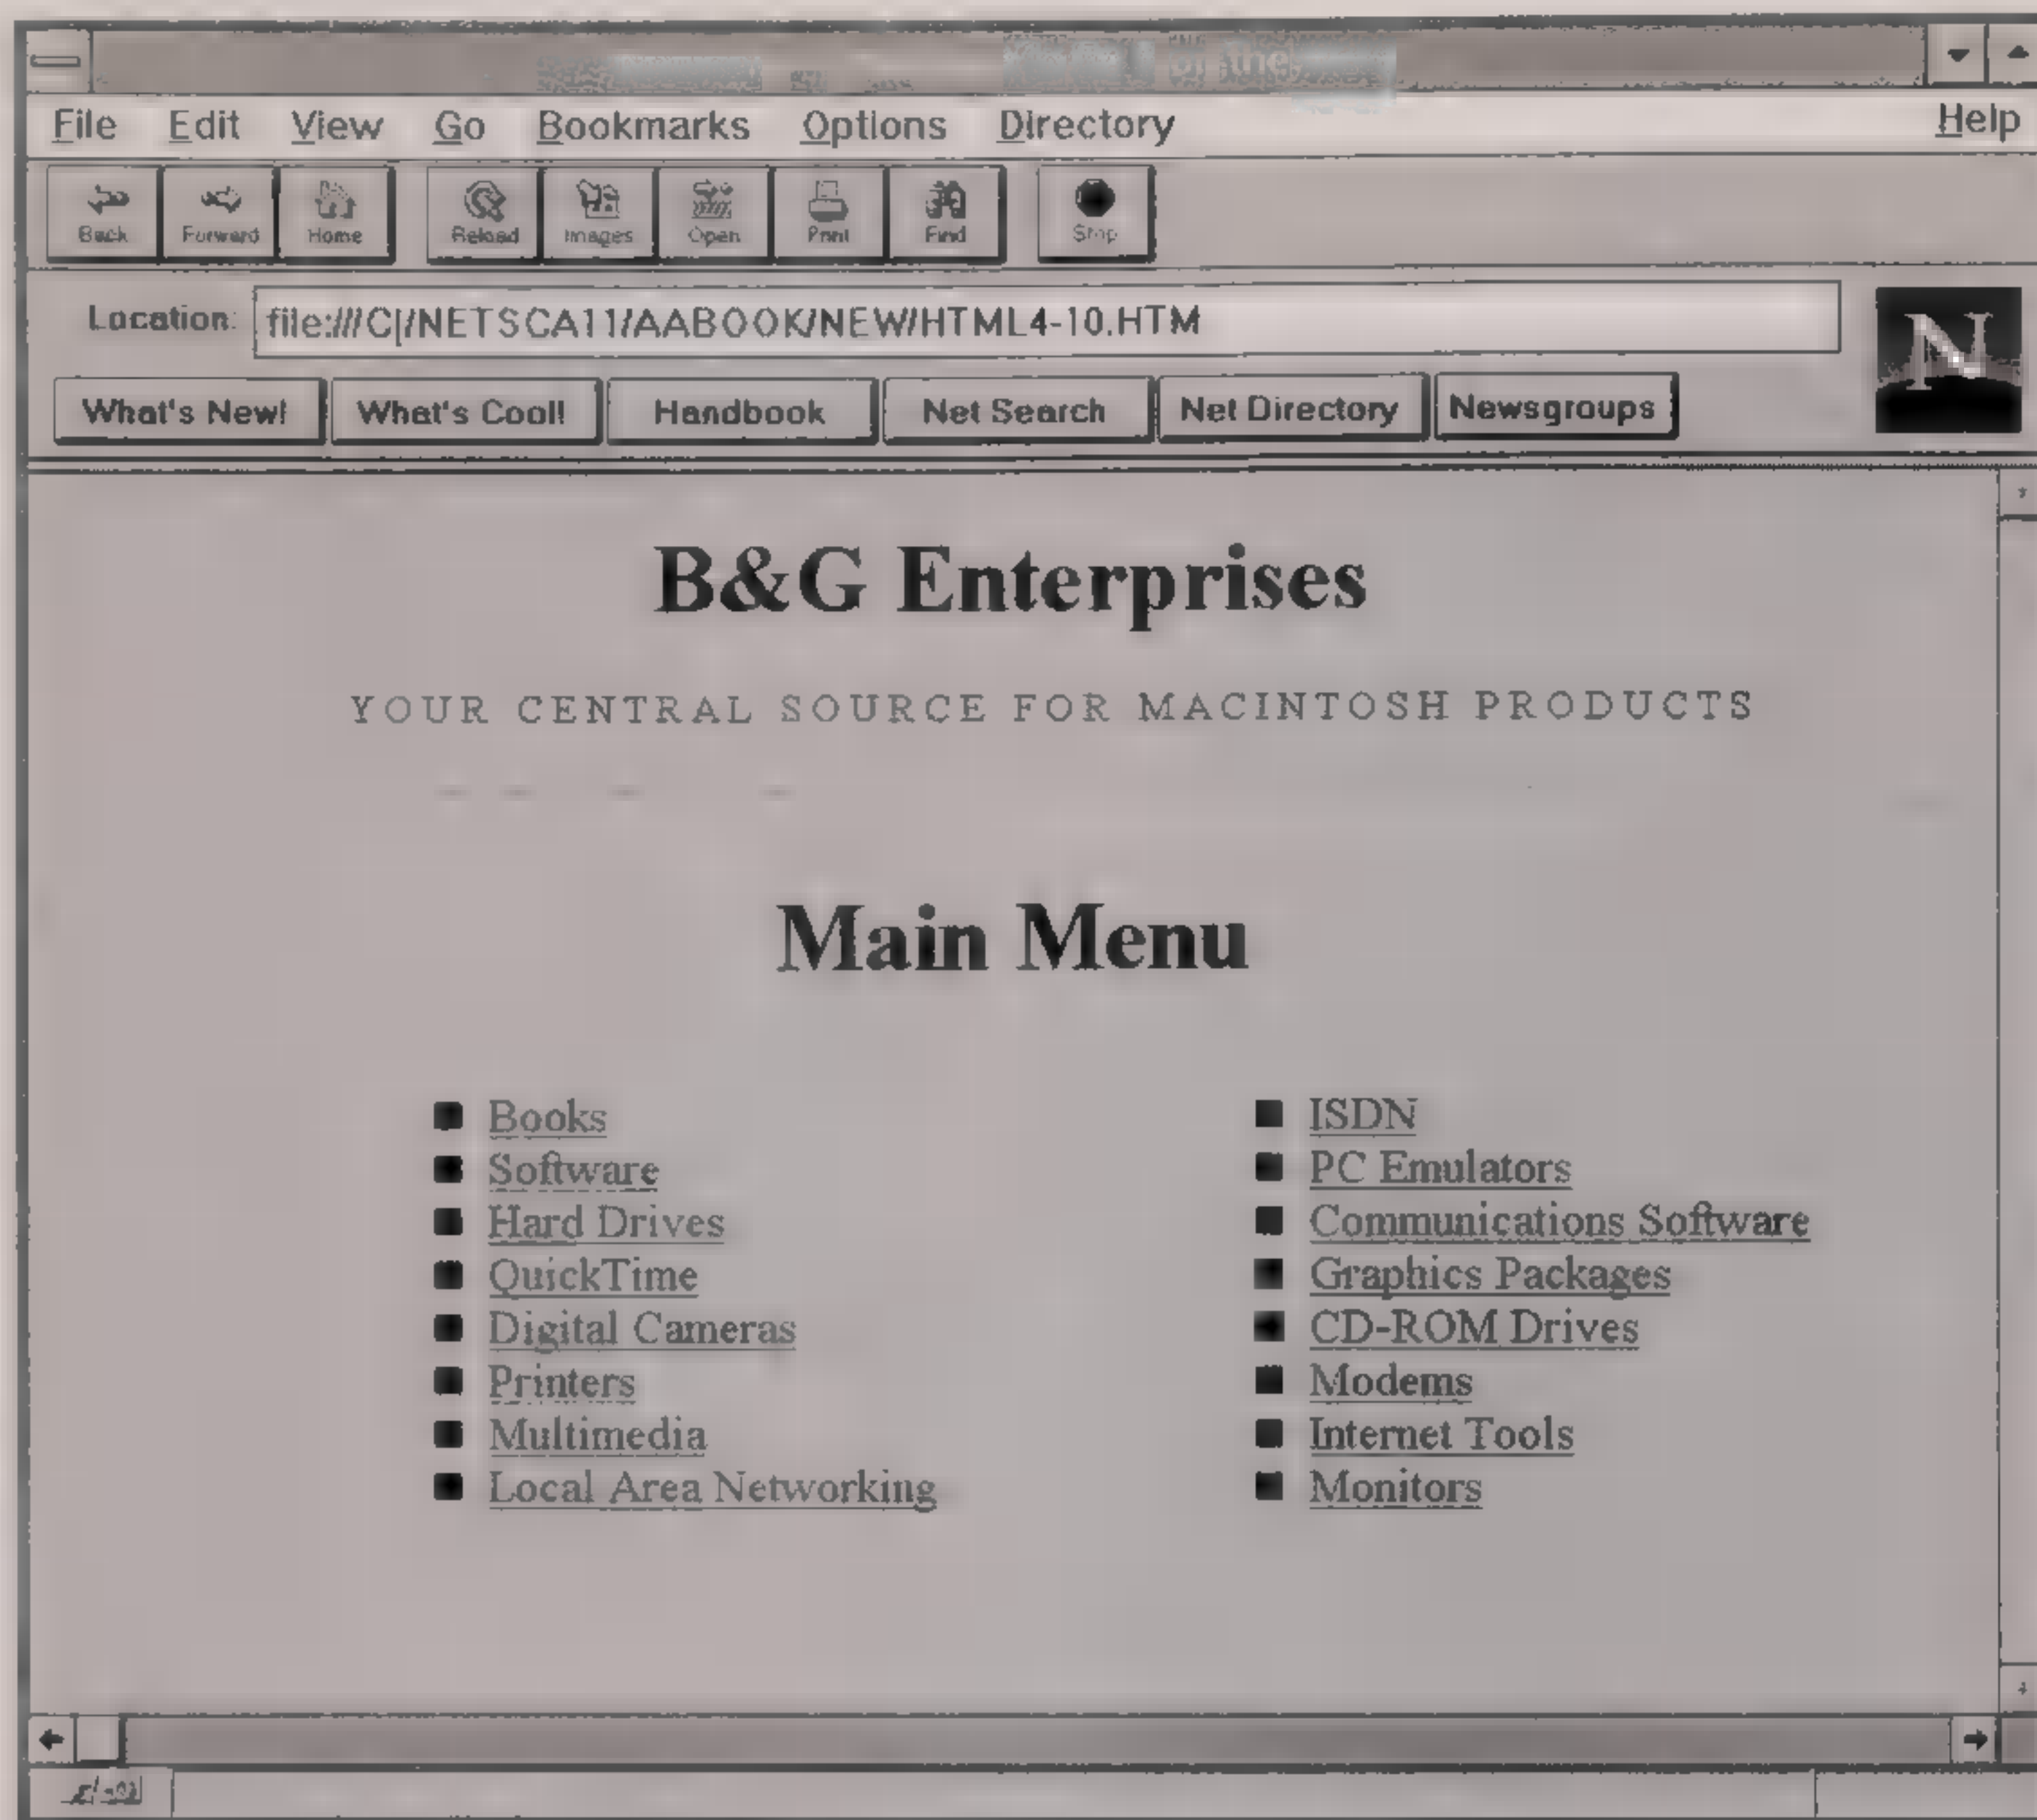 of the
File Edit View Go Bookmarks Options Directory Help
Back Forward Home Reload Images Open Print Find Stop
Location: file:///C|/NETSCA11/AABOOK/NEW/HTML4-10.HTM
N
What's New! What's Cool! Handbook Net Search Net Directory Newsgroups
B&G Enterprises
YOUR CENTRAL SOURCE FOR MACINTOSH PRODUCTS
Main Menu
Books
Software
Hard Drives
QuickTime
Digital Cameras
Printers
Multimedia
Local Area Networking
ISDN
PC Emulators
Communications Software
Graphics Packages
CD-ROM Drives
Modems
Internet Tools
Monitors